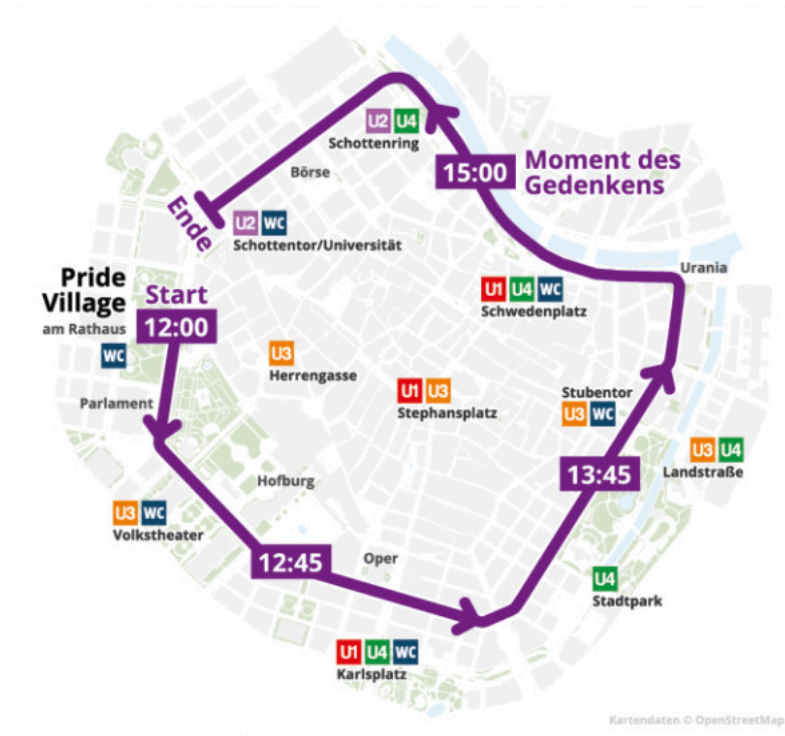 U2 U4
Schottenring
15:00
Moment des
Gedenkens
Börse
Ende
U2 WC
Schottentor/Universität
Urania
Pride
Village
am Rathaus
WC
Start
12:00
U1 U4 WC
Schwedenplatz
U3
Herrengasse
U1 U3
Stephansplatz
Stubentor
U3 WC
Parlament
U3 U4
Landstraße
13:45
Hofburg
U3 WC
Volkstheater
12:45
Oper
U4
Stadtpark
U1 U4 WC
Karlsplatz
Kartendaten © OpenStreetMap